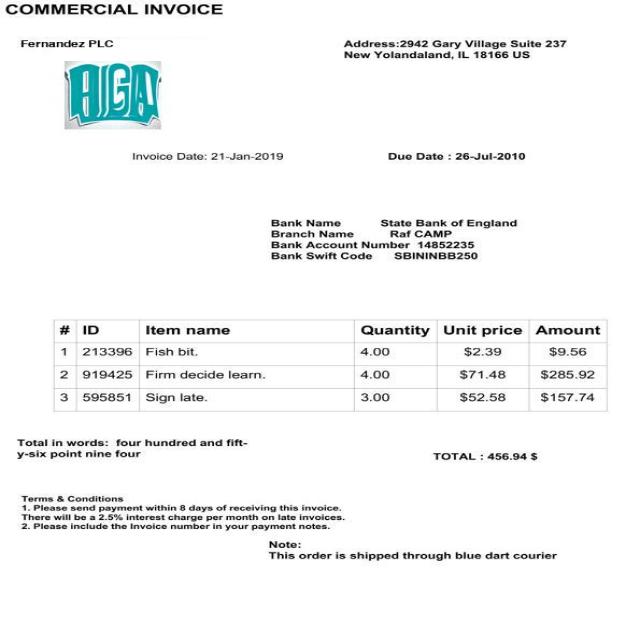 COMMERCIAL INVOICE
Fernandez PLC
Address:2942 Gary Village Suite 237
New Yolandaland, IL 18166 US
Invoice Date: 21-Jan-2019 Due Date : 26-Jul-2010
Bank Name State Bank of England
Branch Name Raf CAMP
Bank Account Number 14852235
Bank Swift Code SBININBB250
# ID Item name Quantity Unit price Amount
1 213396 Fish bit. 4.00 $2.39 $9.56
2 919425 Firm decide learn. 4.00 $71.48 $285.92
3 595851 Sign late. 3.00 $52.58 $157.74
Total in words: four hundred and fift-
y-six point nine four
TOTAL : 456.94 $
Terms & Conditions
1. Please send payment within 8 days of receiving this invoice.
There will be a 2.5% interest charge per month on late invoices.
2. Please include the Invoice number in your payment notes.
Note:
This order is shipped through blue dart courier